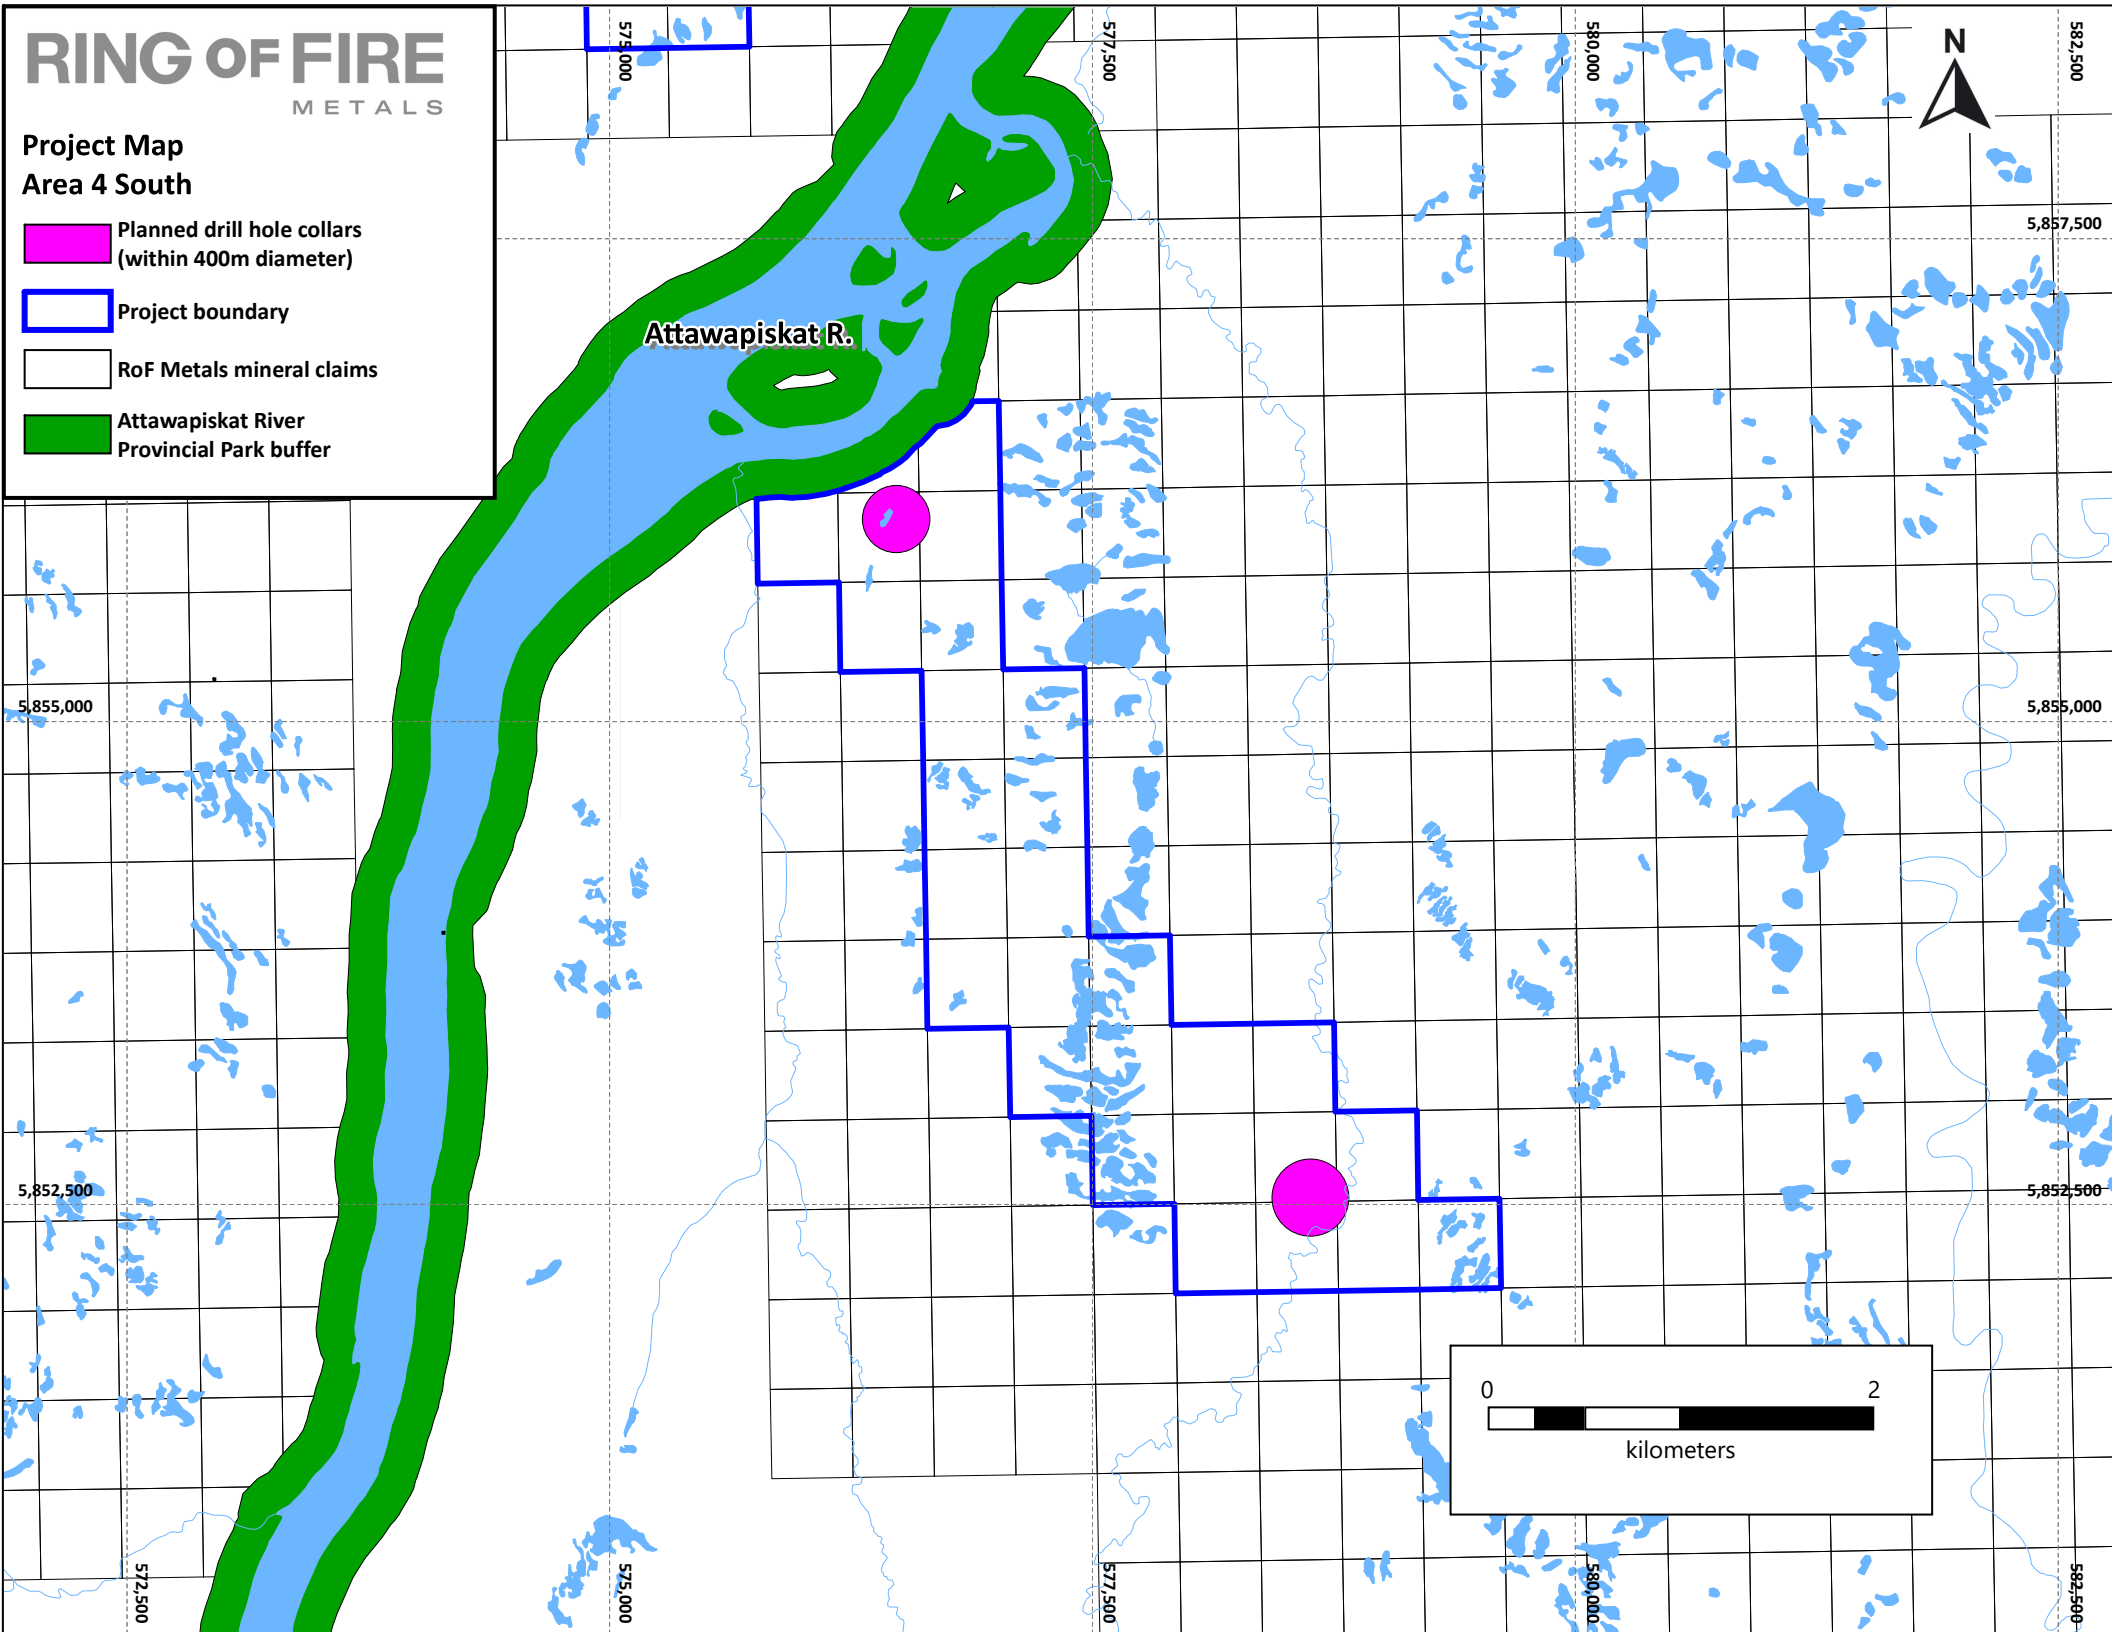 RING OF FIRE
METALS
Project Map
Area 4 South
Planned drill hole collars
(within 400m diameter)
Project boundary
RoF Metals mineral claims
Attawapiskat River
Provincial Park buffer
575,000
577,500
580,000
582,500
N
5,857,500
Attawapiskat R.
5,855,000
5,855,000
5,852,500
5,852,500
0 2
kilometers
572,500
575,000
577,500
580,000
582,500